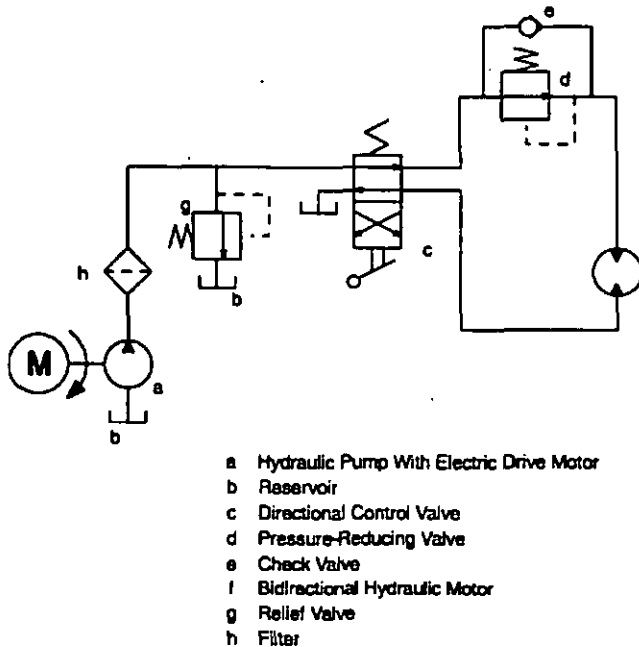 e
d
g
c
h
b
M
a
b
a Hydraulic Pump With Electric Drive Motor
b Reservoir
c Directional Control Valve
d Pressure-Reducing Valve
e Check Valve
f Bidirectional Hydraulic Motor
g Relief Valve
h Filter